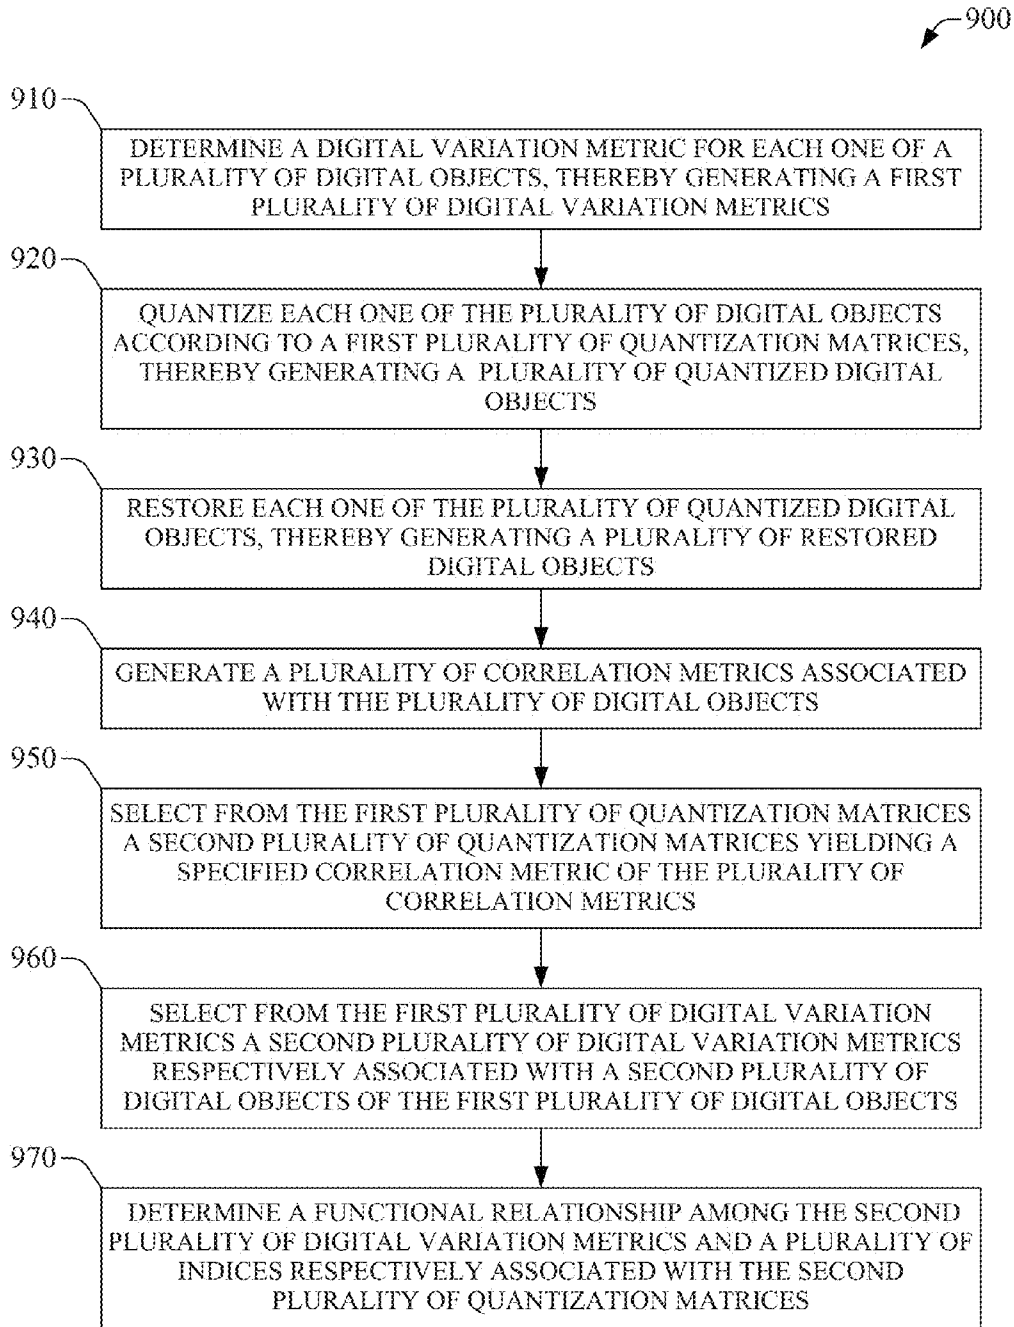 900
910
DETERMINE A DIGITAL VARIATION METRIC FOR EACH ONE OF A
PLURALITY OF DIGITAL OBJECTS, THEREBY GENERATING A FIRST
PLURALITY OF DIGITAL VARIATION METRICS
920
QUANTIZE EACH ONE OF THE PLURALITY OF DIGITAL OBJECTS
ACCORDING TO A FIRST PLURALITY OF QUANTIZATION MATRICES,
THEREBY GENERATING A PLURALITY OF QUANTIZED DIGITAL
OBJECTS
930
RESTORE EACH ONE OF THE PLURALITY OF QUANTIZED DIGITAL
OBJECTS, THEREBY GENERATING A PLURALITY OF RESTORED
DIGITAL OBJECTS
940
GENERATE A PLURALITY OF CORRELATION METRICS ASSOCIATED
WITH THE PLURALITY OF DIGITAL OBJECTS
950
SELECT FROM THE FIRST PLURALITY OF QUANTIZATION MATRICES
A SECOND PLURALITY OF QUANTIZATION MATRICES YIELDING A
SPECIFIED CORRELATION METRIC OF THE PLURALITY OF
CORRELATION METRICS
960
SELECT FROM THE FIRST PLURALITY OF DIGITAL VARIATION
METRICS A SECOND PLURALITY OF DIGITAL VARIATION METRICS
RESPECTIVELY ASSOCIATED WITH A SECOND PLURALITY OF
DIGITAL OBJECTS OF THE FIRST PLURALITY OF DIGITAL OBJECTS
970
DETERMINE A FUNCTIONAL RELATIONSHIP AMONG THE SECOND
PLURALITY OF DIGITAL VARIATION METRICS AND A PLURALITY OF
INDICES RESPECTIVELY ASSOCIATED WITH THE SECOND
PLURALITY OF QUANTIZATION MATRICES